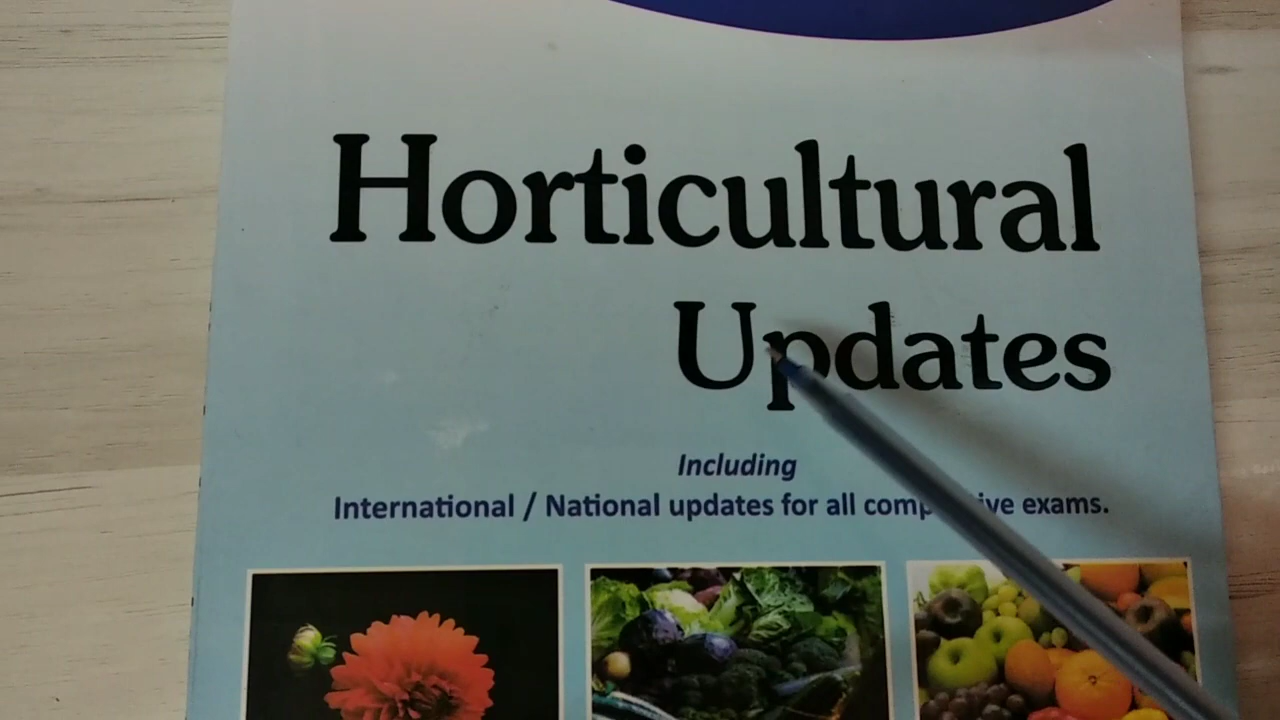 Horticultural
Updates
Including
International / National updates for all exams.